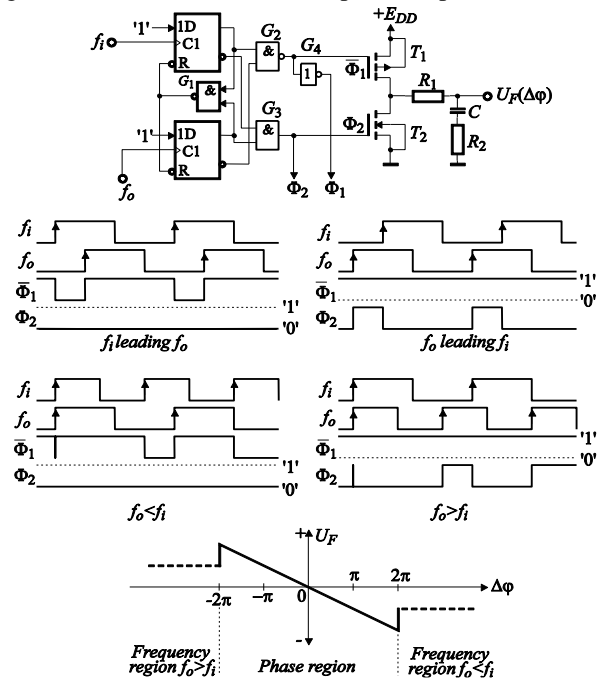 +E_DD
'1'
1D
C1
R
f_i
G_1
&
G_2
&
G_4
1
Φ̅_1
T_1
R_1
U_F(Δφ)
C
R_2
G_3
&
Φ_2
T_2
'1'
1D
C1
R
f_o
Φ_2
Φ_1
f_i
f_o
Φ̅_1
'1'
Φ_2
'0'
f_i leading f_o
f_i
f_o
'1'
Φ̅_1
'0'
Φ_2
f_o leading f_i
f_i
f_o
Φ̅_1
'1'
Φ_2
'0'
f_o<f_i
f_i
f_o
'1'
Φ̅_1
'0'
Φ_2
f_o>f_i
+
U_F
-2π
-π
0
π
2π
Δφ
-
Frequency
region f_o>f_i
Phase region
Frequency
region f_o<f_i